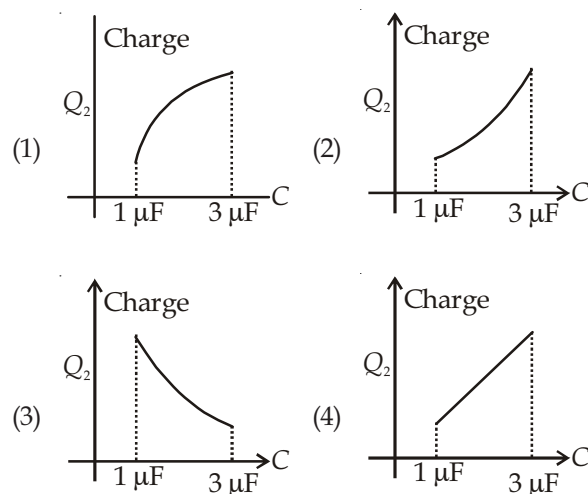 Charge
Q₂
(1)
1 μF
3 μF
C
Charge
Q₂
(2)
1 μF
3 μF
C
Charge
Q₂
(3)
1 μF
3 μF
C
Charge
Q₂
(4)
1 μF
3 μF
C